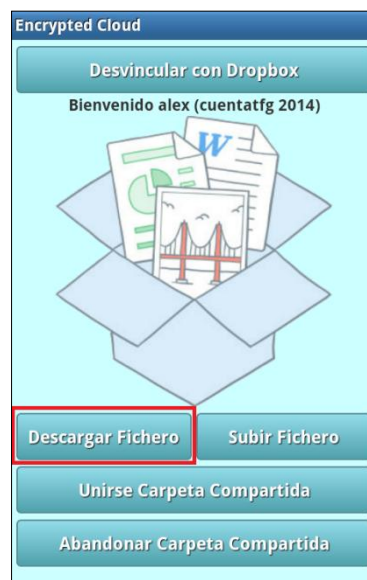 Encrypted Cloud
Desvincular con Dropbox
Bienvenido alex (cuentatfg 2014)
W
Descargar Fichero
Subir Fichero
Unirse Carpeta Compartida
Abandonar Carpeta Compartida